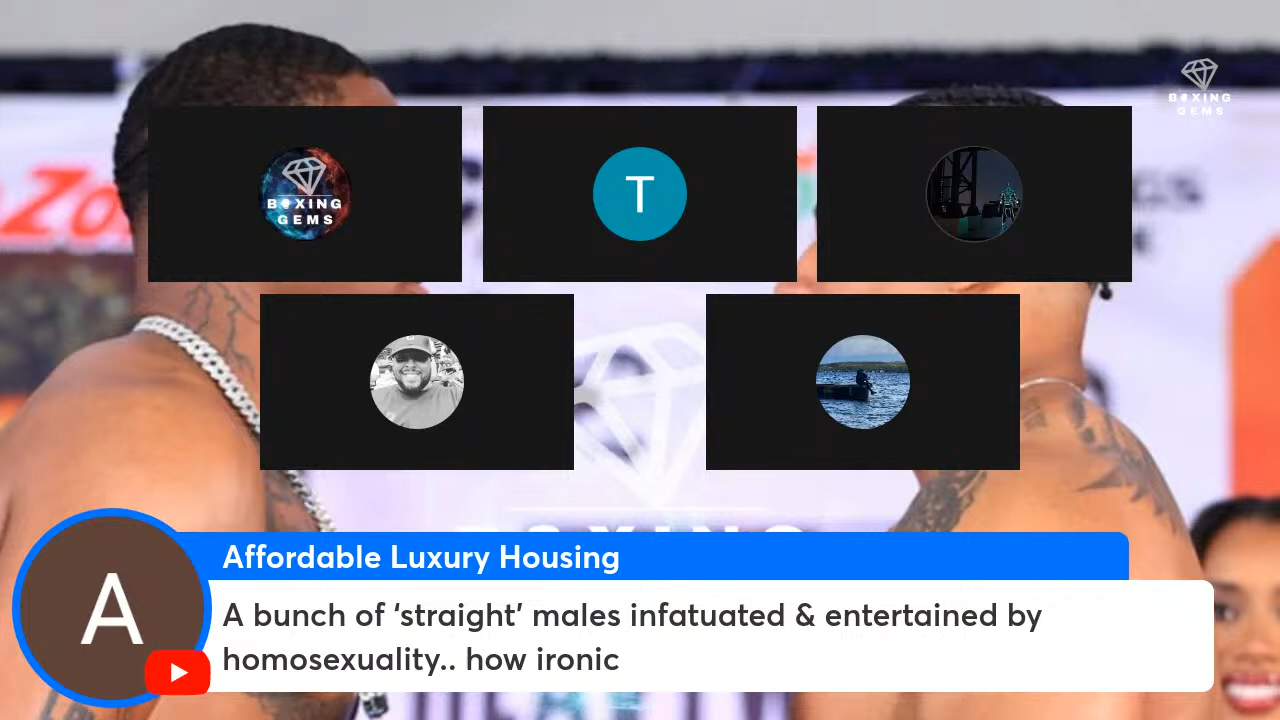 BOXING
GEMS
BOXING
GEMS
T
A
Affordable Luxury Housing
A bunch of ‘straight’ males infatuated & entertained by
homosexuality.. how ironic